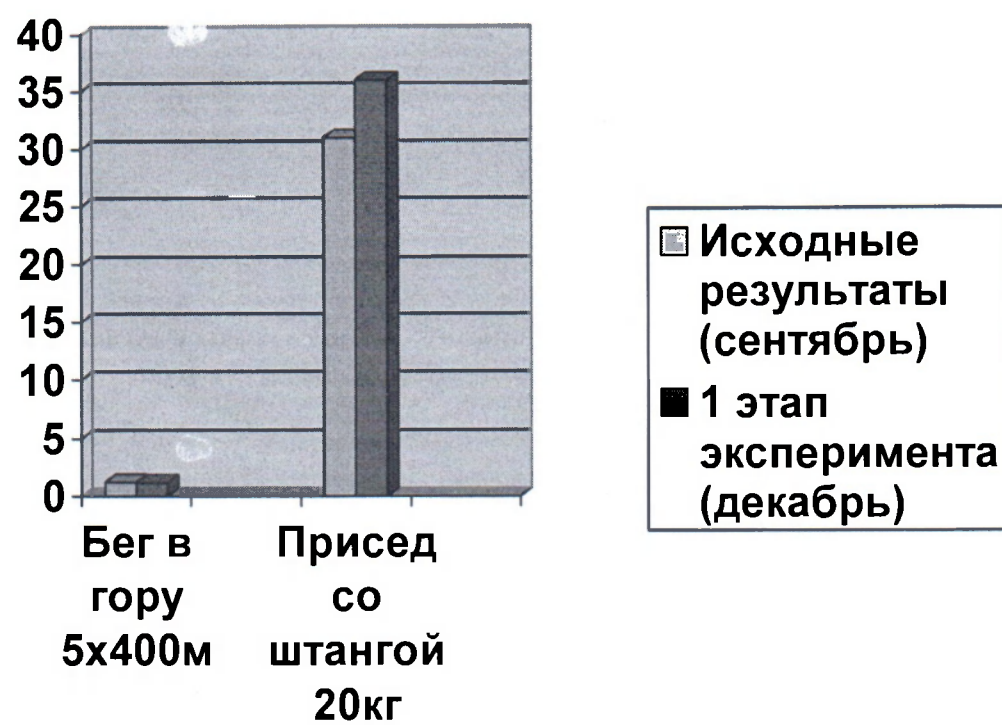 40
35
30
25
20
15
10
5
0
Бег в
гору
5х400м
Присед
со
штангой
20кг
Исходные
результаты
(сентябрь)
1 этап
эксперимента
(декабрь)